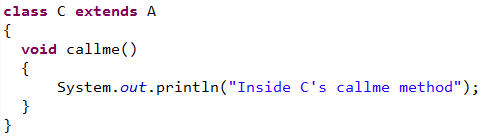 class C extends A
{
  void callme()
  {
      System.out.println("Inside C's callme method");
  }
}